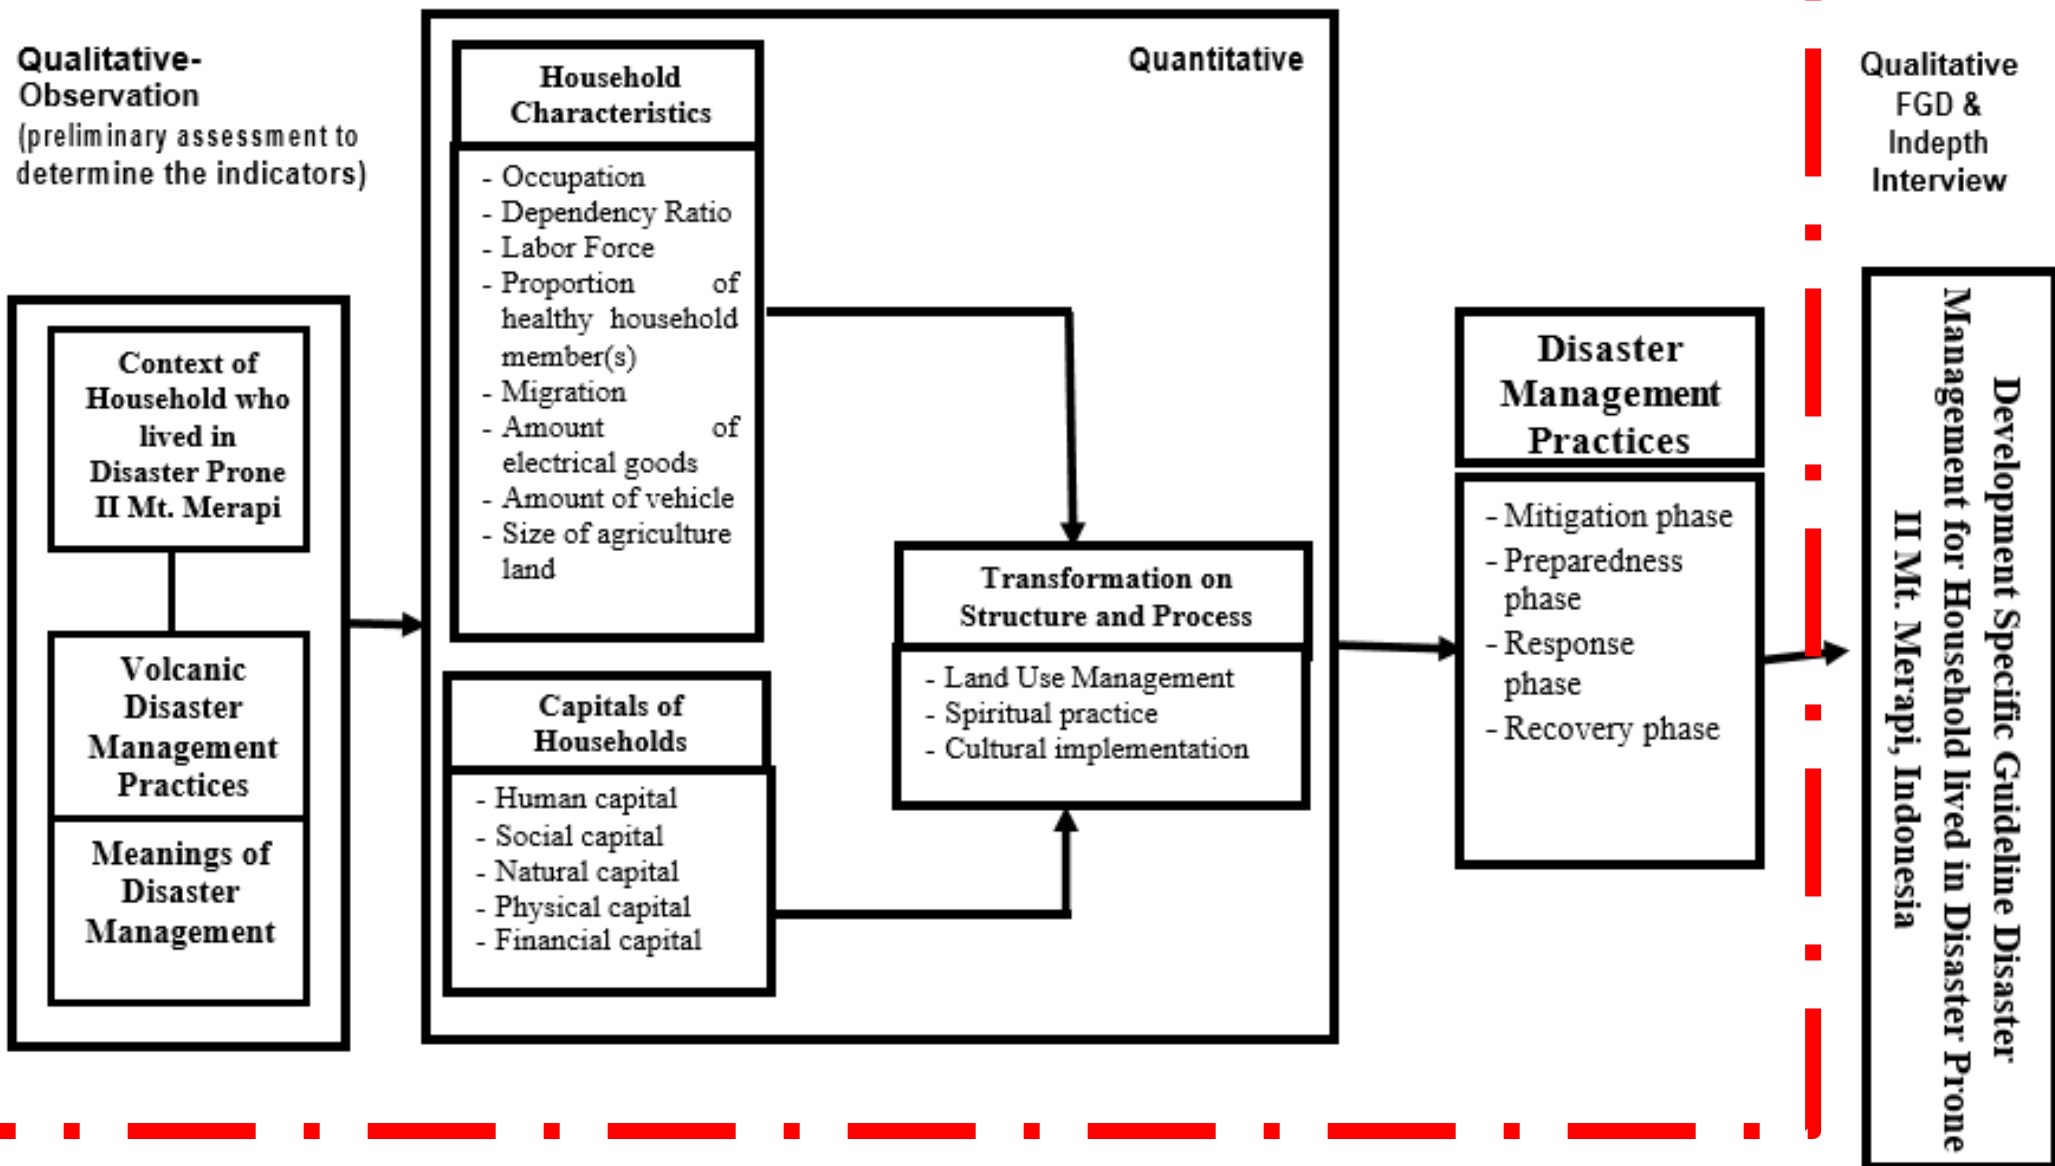 Qualitative-
Observation
(preliminary assessment to
determine the indicators)
Context of
Household who
lived in
Disaster Prone
II Mt. Merapi
Volcanic
Disaster
Management
Practices
Meanings of
Disaster
Management
Quantitative
Household
Characteristics
- Occupation
- Dependency Ratio
- Labor Force
- Proportion of
healthy household
member(s)
- Migration
- Amount of
electrical goods
- Amount of vehicle
- Size of agriculture
land
Capitals of
Households
- Human capital
- Social capital
- Natural capital
- Physical capital
- Financial capital
Transformation on
Structure and Process
- Land Use Management
- Spiritual practice
- Cultural implementation
Disaster
Management
Practices
- Mitigation phase
- Preparedness
phase
- Response
phase
- Recovery phase
Qualitative
FGD &
Indepth
Interview
Development Specific Guideline Disaster
Management for Household lived in Disaster Prone
II Mt. Merapi, Indonesia